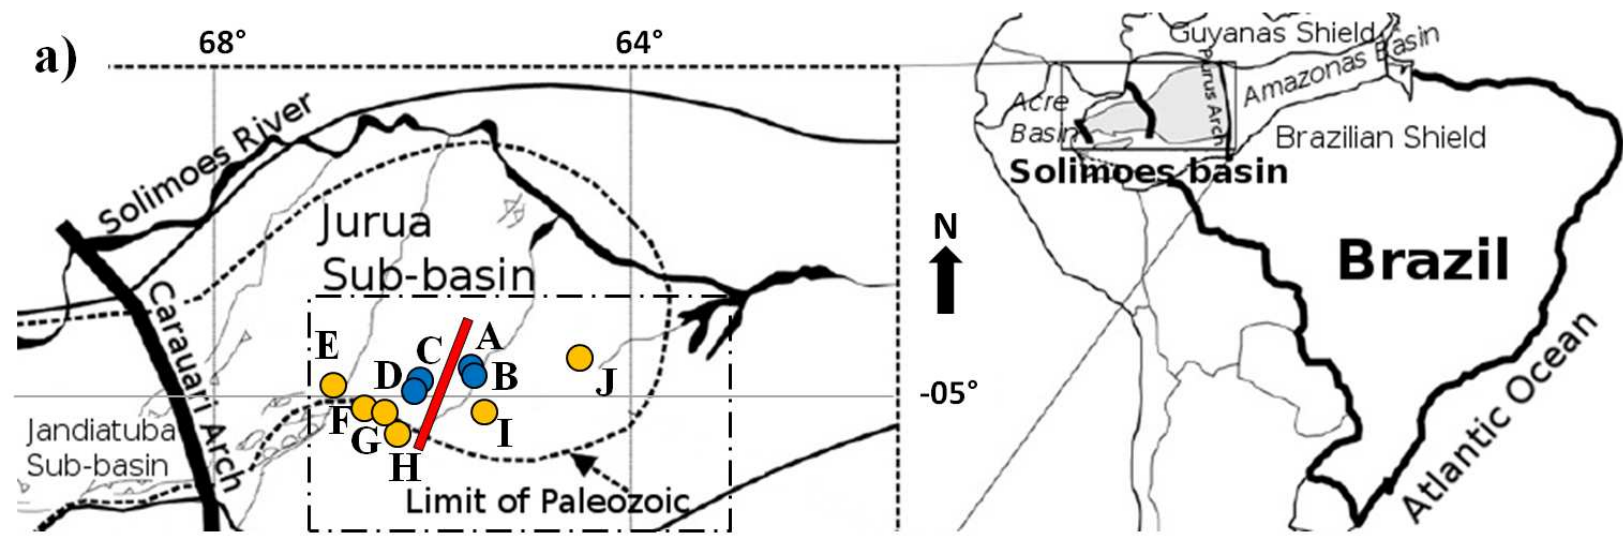 a)
68°
64°
Solimoes River
Jurua
Sub-basin
Carauari Arch
Jandiatuba
Sub-basin
E
F
G
H
D
C
A
B
I
J
Limit of Paleozoic
N
-05°
Guyanas Shield
Amazonas Basin
Purus Arch
Acre
Basin
Brazilian Shield
Solimoes basin
Brazil
Atlantic Ocean